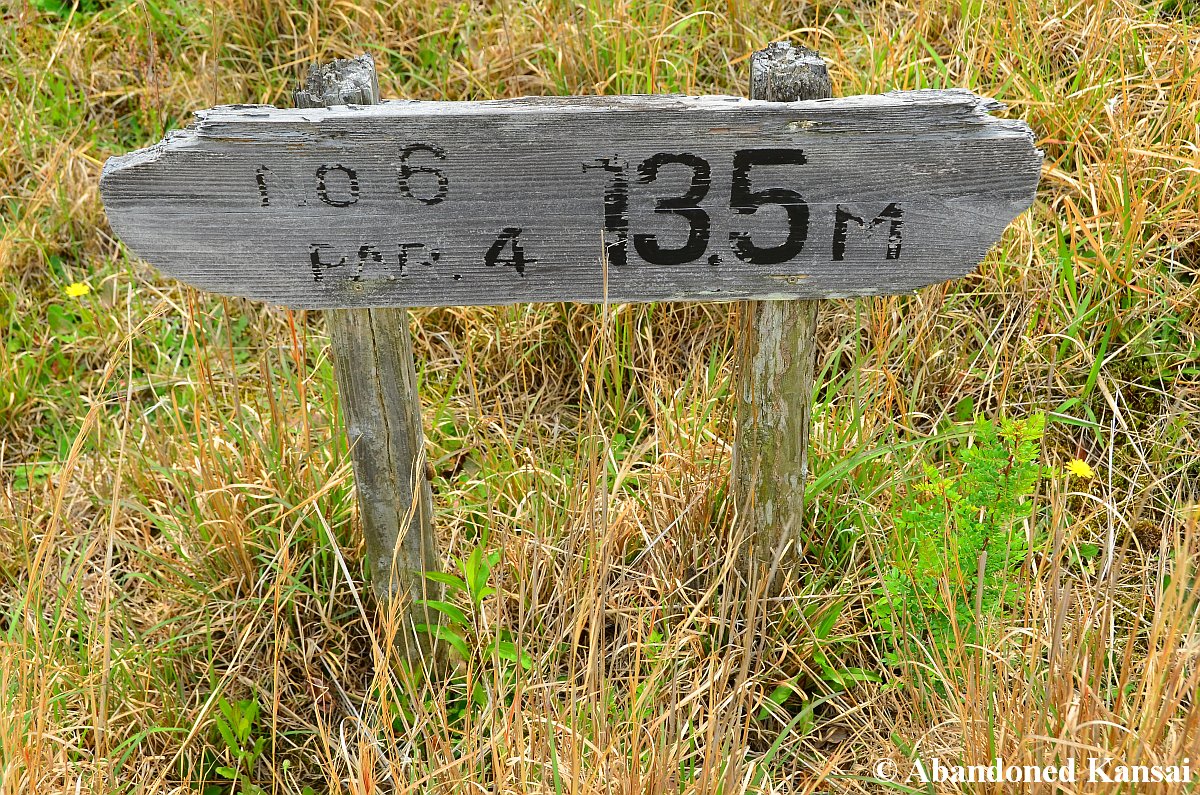 No 6
PAR. 4
135M
© Abandoned Kansai